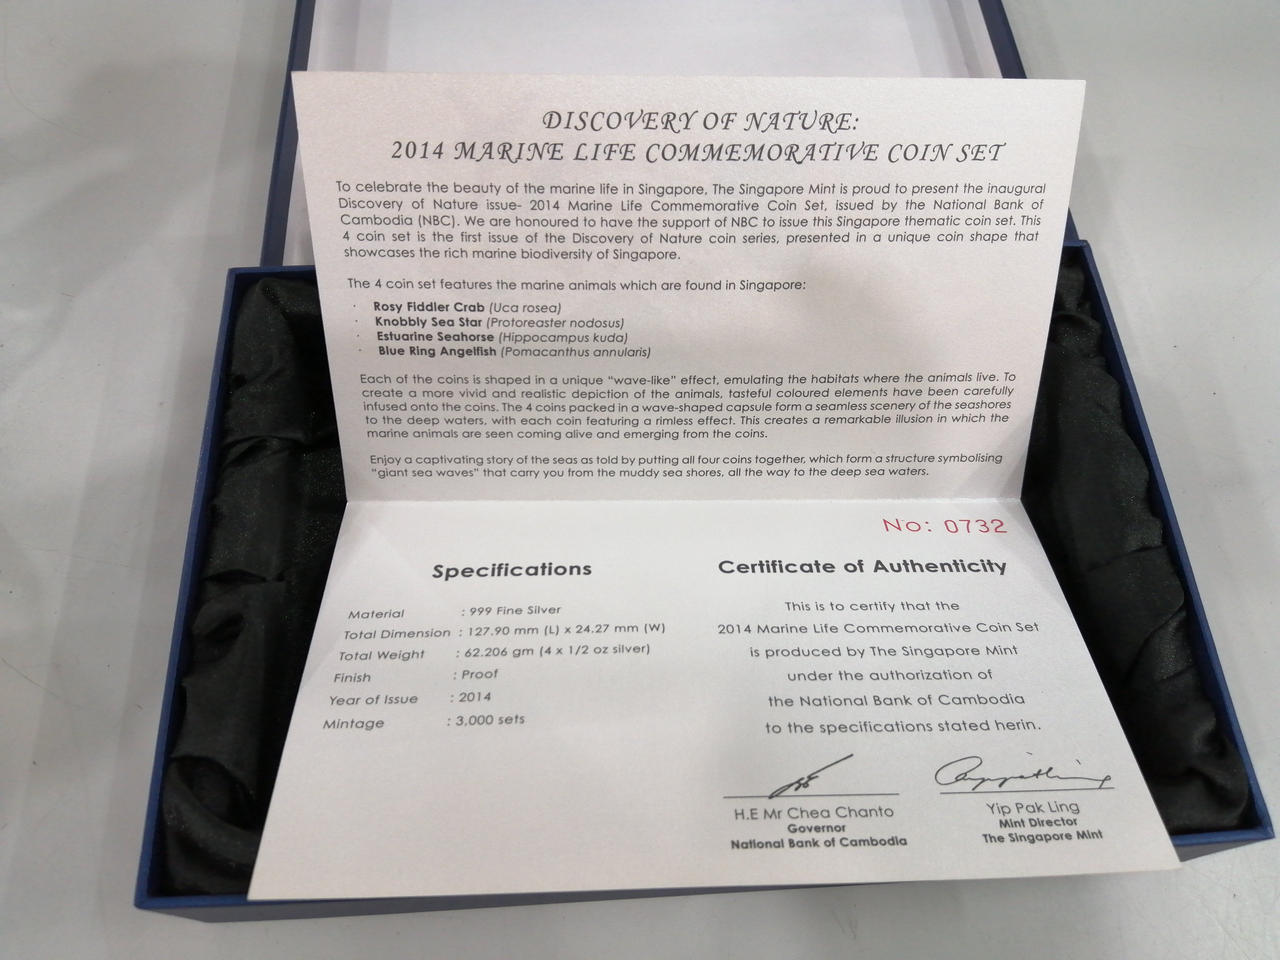 DISCOVERY OF NATURE:
2014 MARINE LIFE COMMEMORATIVE COIN SET
To celebrate the beauty of the marine life in Singapore, The Singapore Mint is proud to present the inaugural
Discovery of Nature issue- 2014 Marine Life Commemorative Coin Set, issued by the National Bank of
Cambodia (NBC). We are honoured to have the support of NBC to issue this Singapore thematic coin set. This
4 coin set is the first issue of the Discovery of Nature coin series, presented in a unique coin shape that
showcases the rich marine biodiversity of Singapore.
The 4 coin set features the marine animals which are found in Singapore:
· Rosy Fiddler Crab (Uca rosea)
· Knobbly Sea Star (Protoreaster nodosus)
· Estuarine Seahorse (Hippocampus kuda)
· Blue Ring Angelfish (Pomacanthus annularis)
Each of the coins is shaped in a unique “wave-like” effect, emulating the habitats where the animals live. To
create a more vivid and realistic depiction of the animals, tasteful coloured elements have been carefully
infused onto the coins. The 4 coins packed in a wave-shaped capsule form a seamless scenery of the seashores
to the deep waters, with each coin featuring a rimless effect. This creates a remarkable illusion in which the
marine animals are seen coming alive and emerging from the coins.
Enjoy a captivating story of the seas as told by putting all four coins together, which form a structure symbolising
“giant sea waves” that carry you from the muddy sea shores, all the way to the deep sea waters.
No: 0732
Specifications
Material : 999 Fine Silver
Total Dimension : 127.90 mm (L) x 24.27 mm (W)
Total Weight : 62.206 gm (4 x 1/2 oz silver)
Finish : Proof
Year of Issue : 2014
Mintage : 3,000 sets
Certificate of Authenticity
This is to certify that the
2014 Marine Life Commemorative Coin Set
is produced by The Singapore Mint
under the authorization of
the National Bank of Cambodia
to the specifications stated herin.
H.E Mr Chea Chanto
Governor
National Bank of Cambodia
Yip Pak Ling
Mint Director
The Singapore Mint